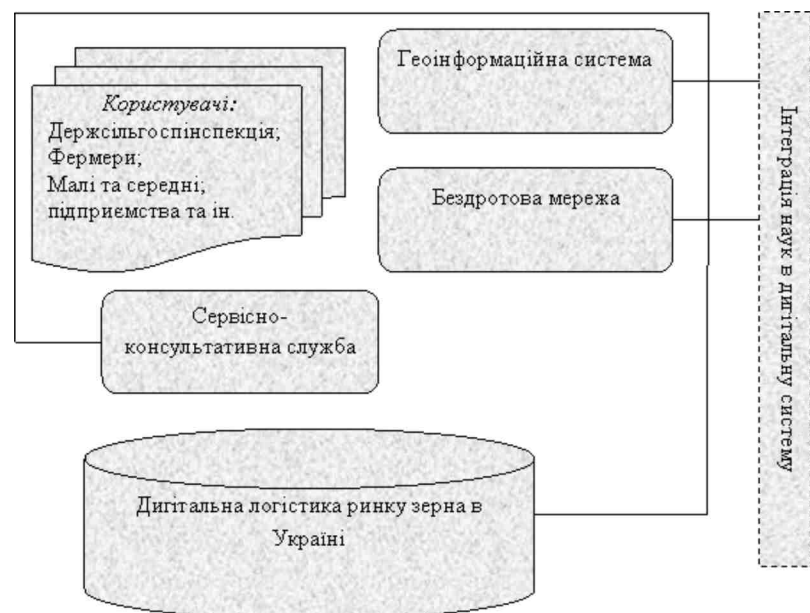 Користувачі:
Держсільгоспінспекція;
Фермери;
Малі та середні;
підприємства та ін.
Геоінформаційна система
Бездротова мережа
Сервісно-
консультативна служба
Дигітальна логістика ринку зерна в
Україні
Інтеграція наук в дигітальну систему